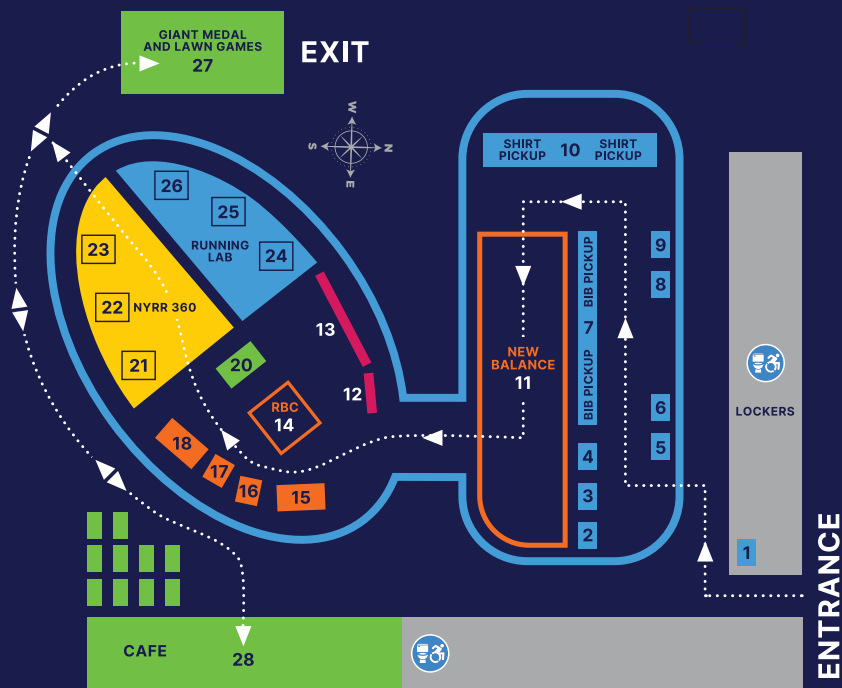 GIANT MEDAL
AND LAWN GAMES
27
EXIT
W
S
N
E
SHIRT
PICKUP
10
SHIRT
PICKUP
26
25
RUNNING
LAB
24
23
22
NYRR 360
21
20
13
12
RBC
14
18
17
16
15
NEW
BALANCE
11
BIB PICKUP
7
BIB PICKUP
4
3
2
9
8
6
5
LOCKERS
1
ENTRANCE
CAFE
28